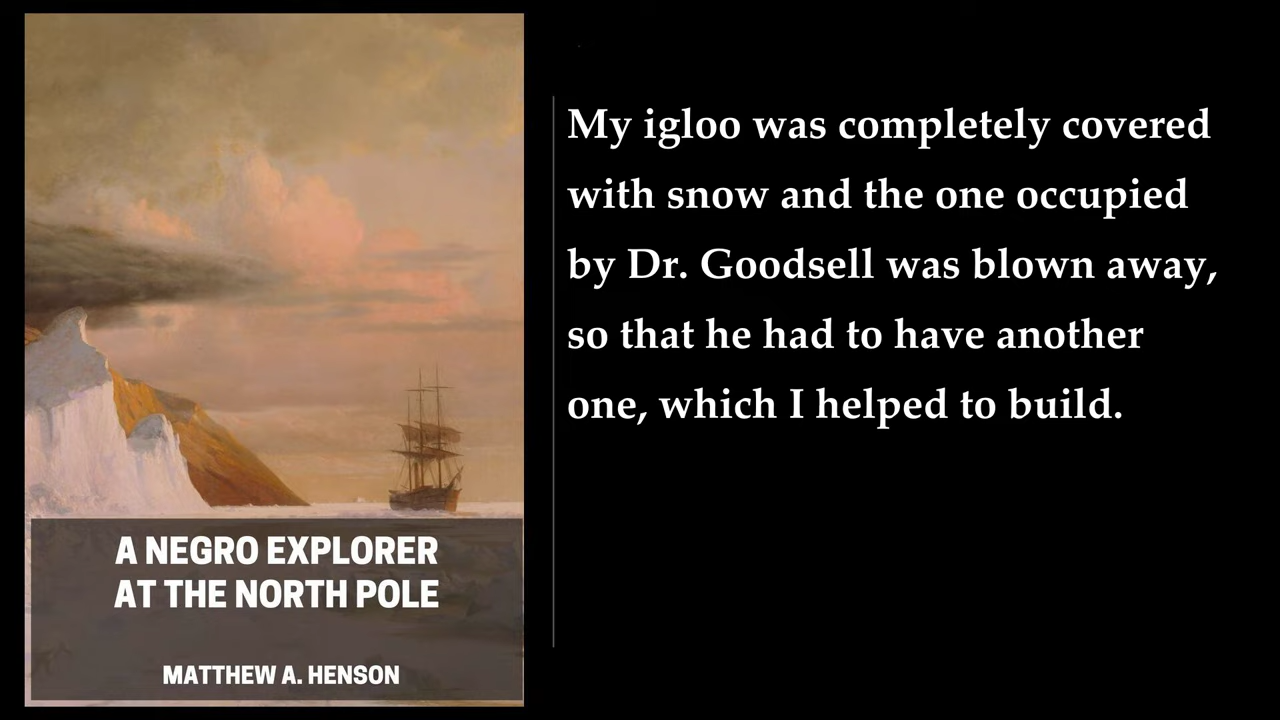 My igloo was completely covered
with snow and the one occupied
by Dr. Goodsell was blown away,
so that he had to have another
one, which I helped to build.
A NEGRO EXPLORER
AT THE NORTH POLE
MATTHEW A. HENSON